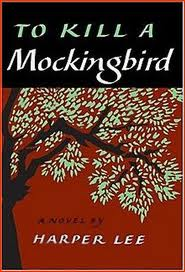 TO KILL A
Mockingbird
A NOVEL BY
HARPER LEE